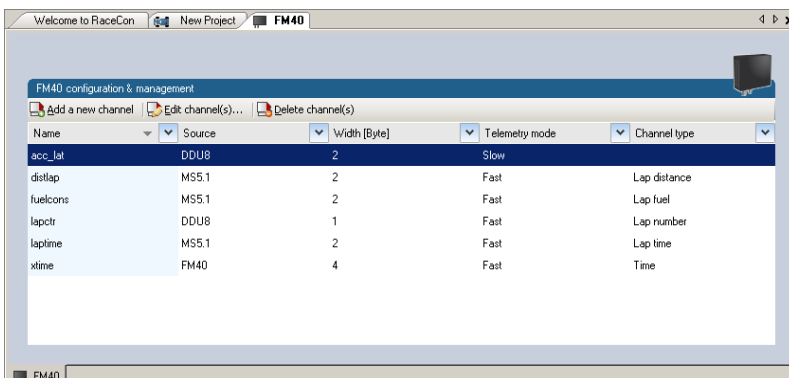 Welcome to RaceCon New Project FM40
FM40 configuration & management
Add a new channel Edit channel(s)... Delete channel(s)
Name Source Width [Byte] Telemetry mode Channel type
acc_lat DDU8 2 Slow
distlap MS5.1 2 Fast Lap distance
fuelcons MS5.1 2 Fast Lap fuel
lapctr DDU8 1 Fast Lap number
laptime MS5.1 2 Fast Lap time
xtime FM40 4 Fast Time
FM40